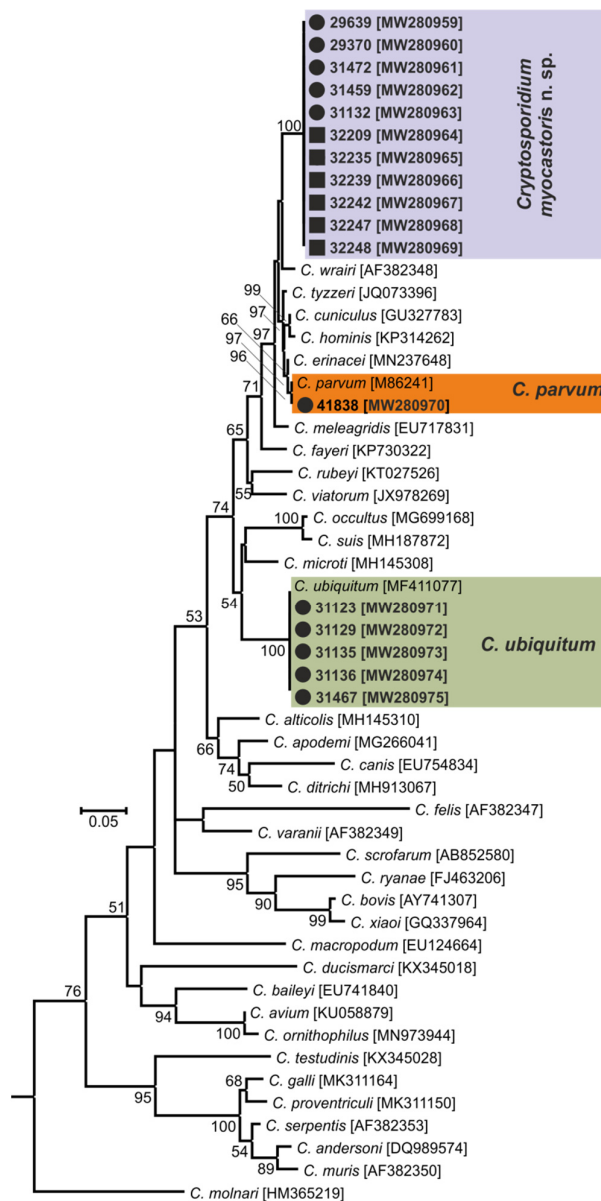 29639 [MW280959]
29370 [MW280960]
31472 [MW280961]
31459 [MW280962]
31132 [MW280963]
100
32209 [MW280964]
32235 [MW280965]
32239 [MW280966]
32242 [MW280967]
32247 [MW280968]
32248 [MW280969]
Cryptosporidium
myocastoris n. sp.
C. wrairi [AF382348]
99
C. tyzzeri [JQ073396]
97
C. cuniculus [GU327783]
66
97
C. hominis [KP314262]
97
C. erinacei [MN237648]
96
C. parvum [M86241]
C. parvum
71
41838 [MW280970]
65
C. meleagridis [EU717831]
C. fayeri [KP730322]
C. rubeyi [KT027526]
55
C. viatorum [JX978269]
74
100
C. occultus [MG699168]
C. suis [MH187872]
C. microti [MH145308]
C. ubiquitum [MF411077]
54
31123 [MW280971]
53
31129 [MW280972]
31135 [MW280973]
C. ubiquitum
100
31136 [MW280974]
31467 [MW280975]
C. alticolis [MH145310]
66
C. apodemi [MG266041]
74
C. canis [EU754834]
50
C. ditrichi [MH913067]
0.05
C. felis [AF382347]
C. varanii [AF382349]
C. scrofarum [AB852580]
95
C. ryanae [FJ463206]
90
C. bovis [AY741307]
51
99
C. xiaoi [GQ337964]
C. macropodum [EU124664]
C. ducismarci [KX345018]
76
C. baileyi [EU741840]
94
C. avium [KU058879]
100
C. ornithophilus [MN973944]
C. testudinis [KX345028]
95
68
C. galli [MK311164]
C. proventriculi [MK311150]
100
C. serpentis [AF382353]
54
C. andersoni [DQ989574]
89
C. muris [AF382350]
C. molnari [HM365219]